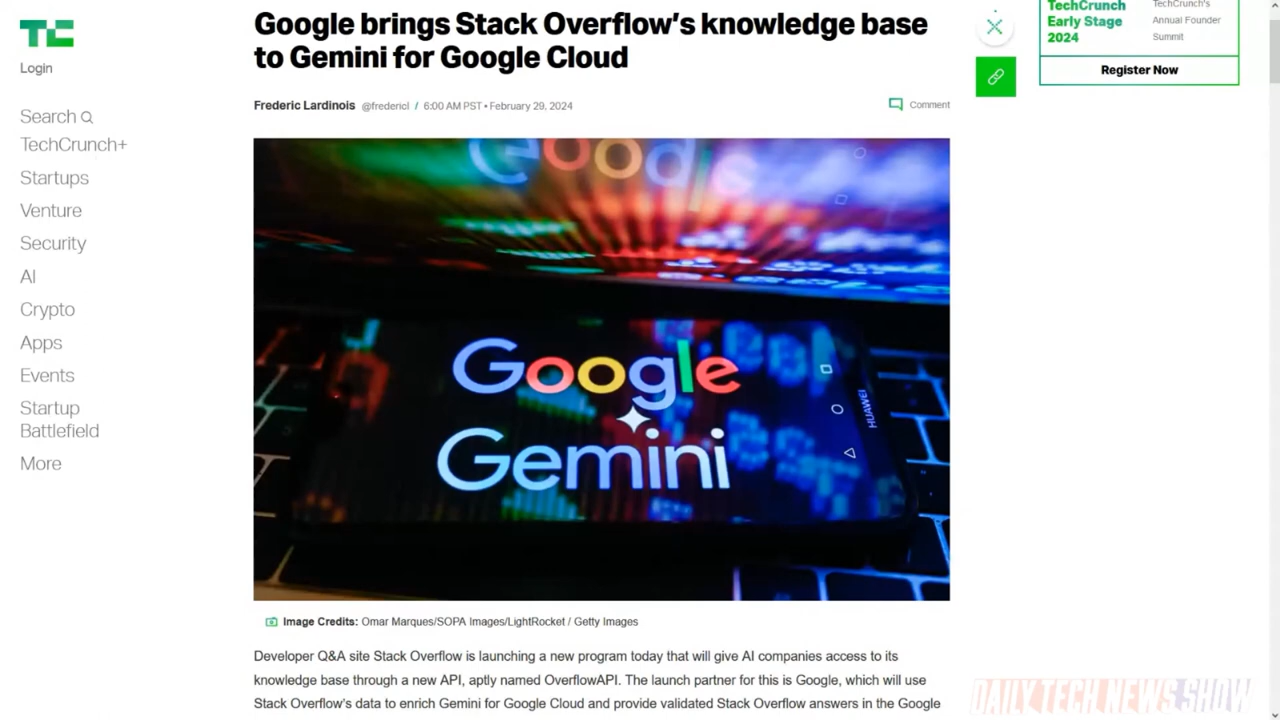 TC
Login
Search
TechCrunch+
Startups
Venture
Security
AI
Crypto
Apps
Events
Startup
Battlefield
More
Google brings Stack Overflow's knowledge base
to Gemini for Google Cloud
Frederic Lardinois @fredericl / 6:00 AM PST • February 29, 2024
Comment
Google
Google
Gemini
HUAWEI
Image Credits: Omar Marques/SOPA Images/LightRocket / Getty Images
Developer Q&A site Stack Overflow is launching a new program today that will give AI companies access to its
knowledge base through a new API, aptly named OverflowAPI. The launch partner for this is Google, which will use
Stack Overflow's data to enrich Gemini for Google Cloud and provide validated Stack Overflow answers in the Google
TechCrunch
Early Stage
2024
TechCrunch's
Annual Founder
Summit
Register Now
DAILY TECH NEWS SHOW